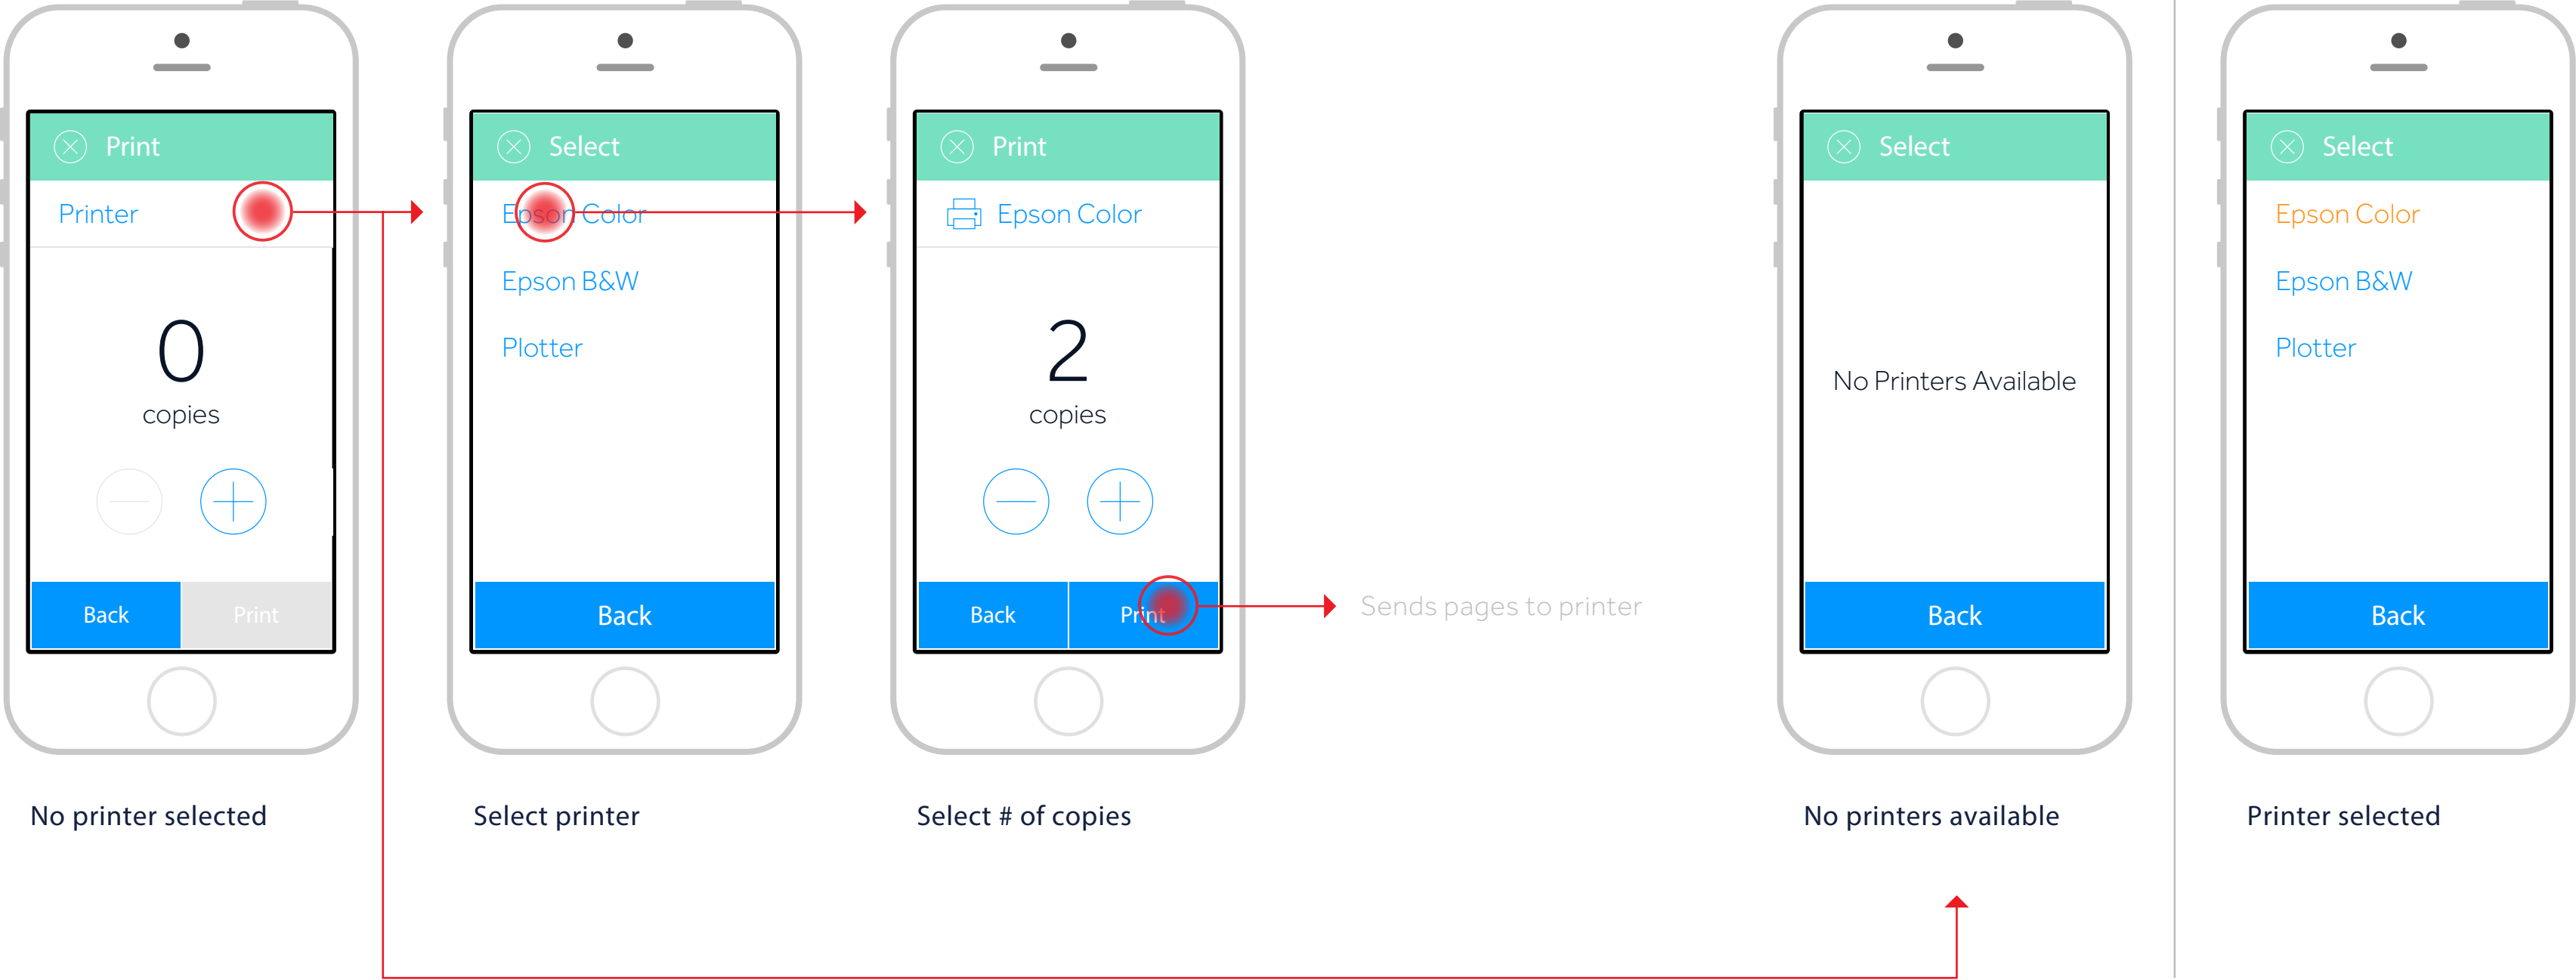 Print
Printer
0
copies
Back
Print
No printer selected
Select
Epson Color
Epson B&W
Plotter
Back
Select printer
Print
Epson Color
2
copies
Back
Print
Sends pages to printer
Select # of copies
Select
No Printers Available
Back
No printers available
Select
Epson Color
Epson B&W
Plotter
Back
Printer selected